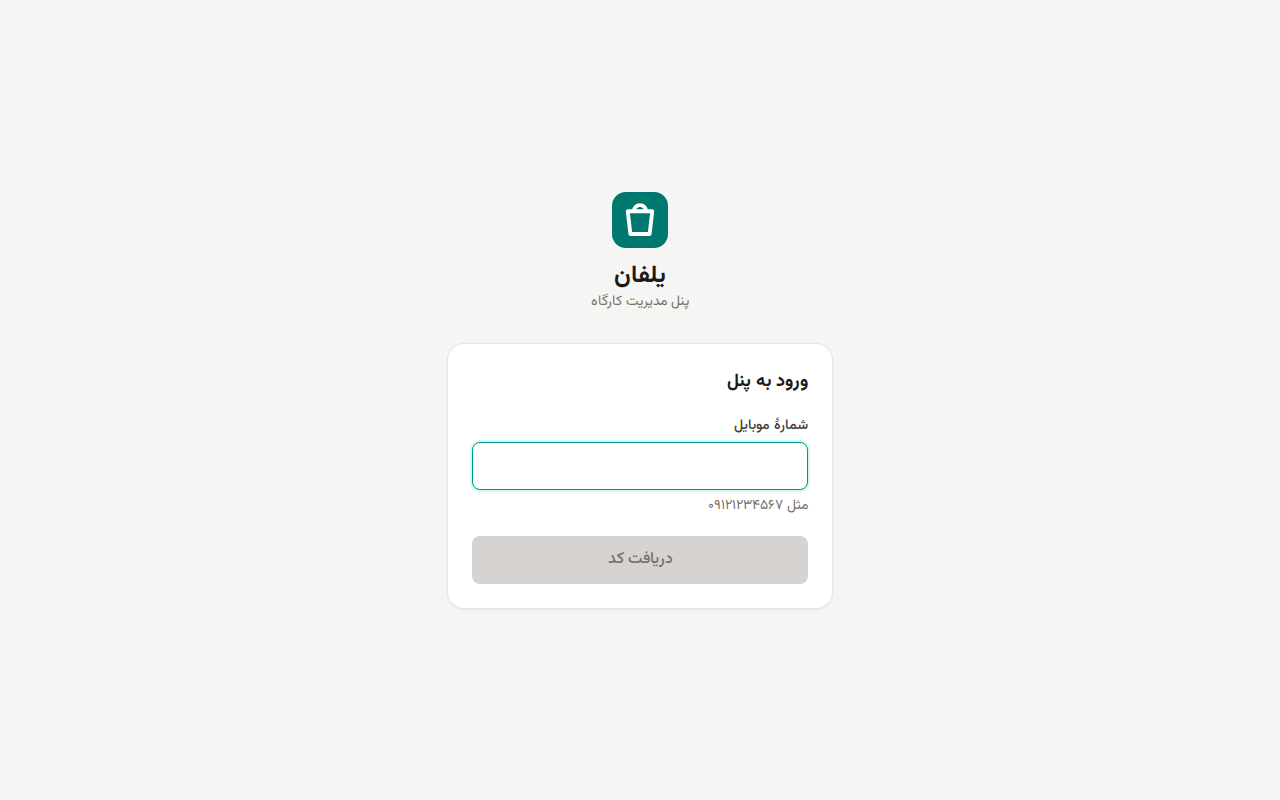 یلفان
پنل مدیریت کارگاه
ورود به پنل
شمارهٔ موبایل
مثل ۰۹۱۲۱۲۳۴۵۶۷
دریافت کد